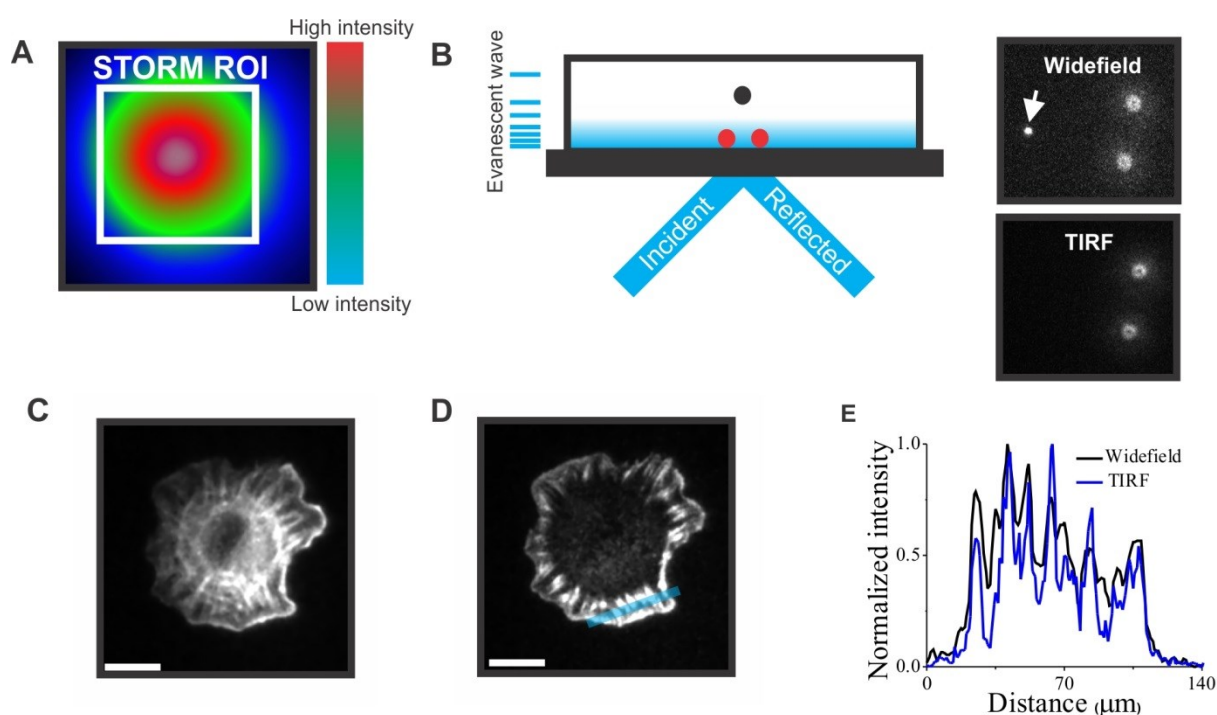 A
High intensity
STORM ROI
Low intensity
B
Evanescent wave
Incident
Reflected
Widefield
TIRF
C
D
E
Normalized intensity
1.0
0.5
0.0
Widefield
TIRF
0
70
140
Distance (μm)